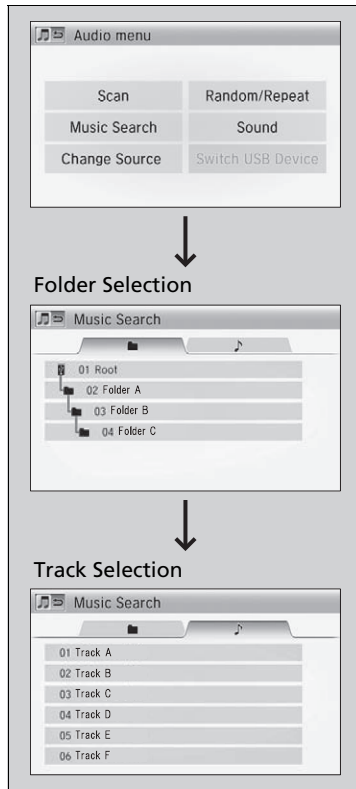 Audio menu
Scan Random/Repeat
Music Search Sound
Change Source Switch USB Device
Folder Selection
Music Search
01 Root
02 Folder A
03 Folder B
04 Folder C
Track Selection
Music Search
01 Track A
02 Track B
03 Track C
04 Track D
05 Track E
06 Track F